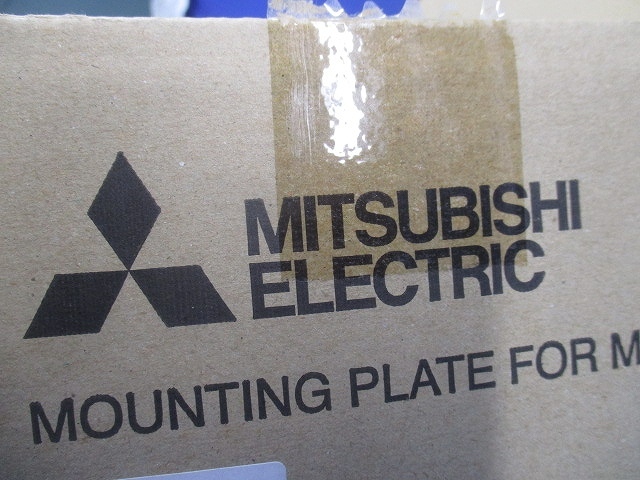 MITSUBISHI
ELECTRIC
MOUNTING PLATE FOR M